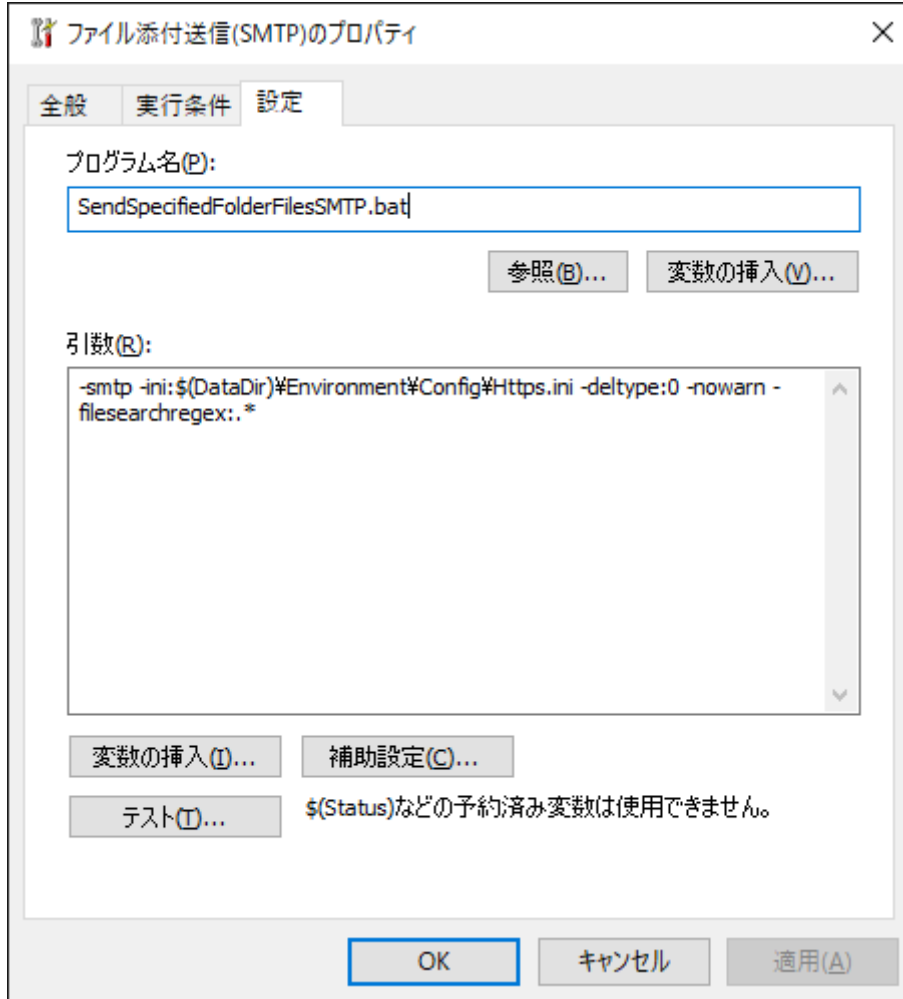 ファイル添付送信(SMTP)のプロパティ
全般 実行条件 設定
プログラム名(P):
SendSpecifiedFolderFilesSMTP.bat
参照(B)... 変数の挿入(V)...
引数(R):
-smtp -ini:$(DataDir)¥Environment¥Config¥Https.ini -deltype:0 -nowarn -
filesearchregex:.*
変数の挿入(I)... 補助設定(C)...
テスト(T)... $(Status)などの予約済み変数は使用できません。
OK キャンセル 適用(A)